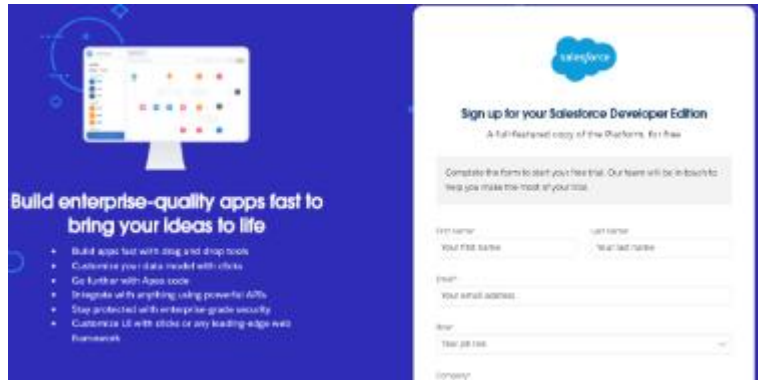 Build enterprise-quality apps fast to
bring your ideas to life
Build apps fast with drag and drop tools
Customize your data model with clicks
Go further with Apex code
Integrate with anything using powerful APIs
Stay protected with enterprise-grade security
Customize UI with clicks or any leading-edge web
framework
salesforce
Sign up for your Salesforce Developer Edition
A full-featured copy of the Platform, for free
Complete the form to start your free trial. Our team will be in touch to
help you make the most of your trial.
First name* Last name*
Your first name Your last name
Email*
Your email address
Role*
Your job role
Company*